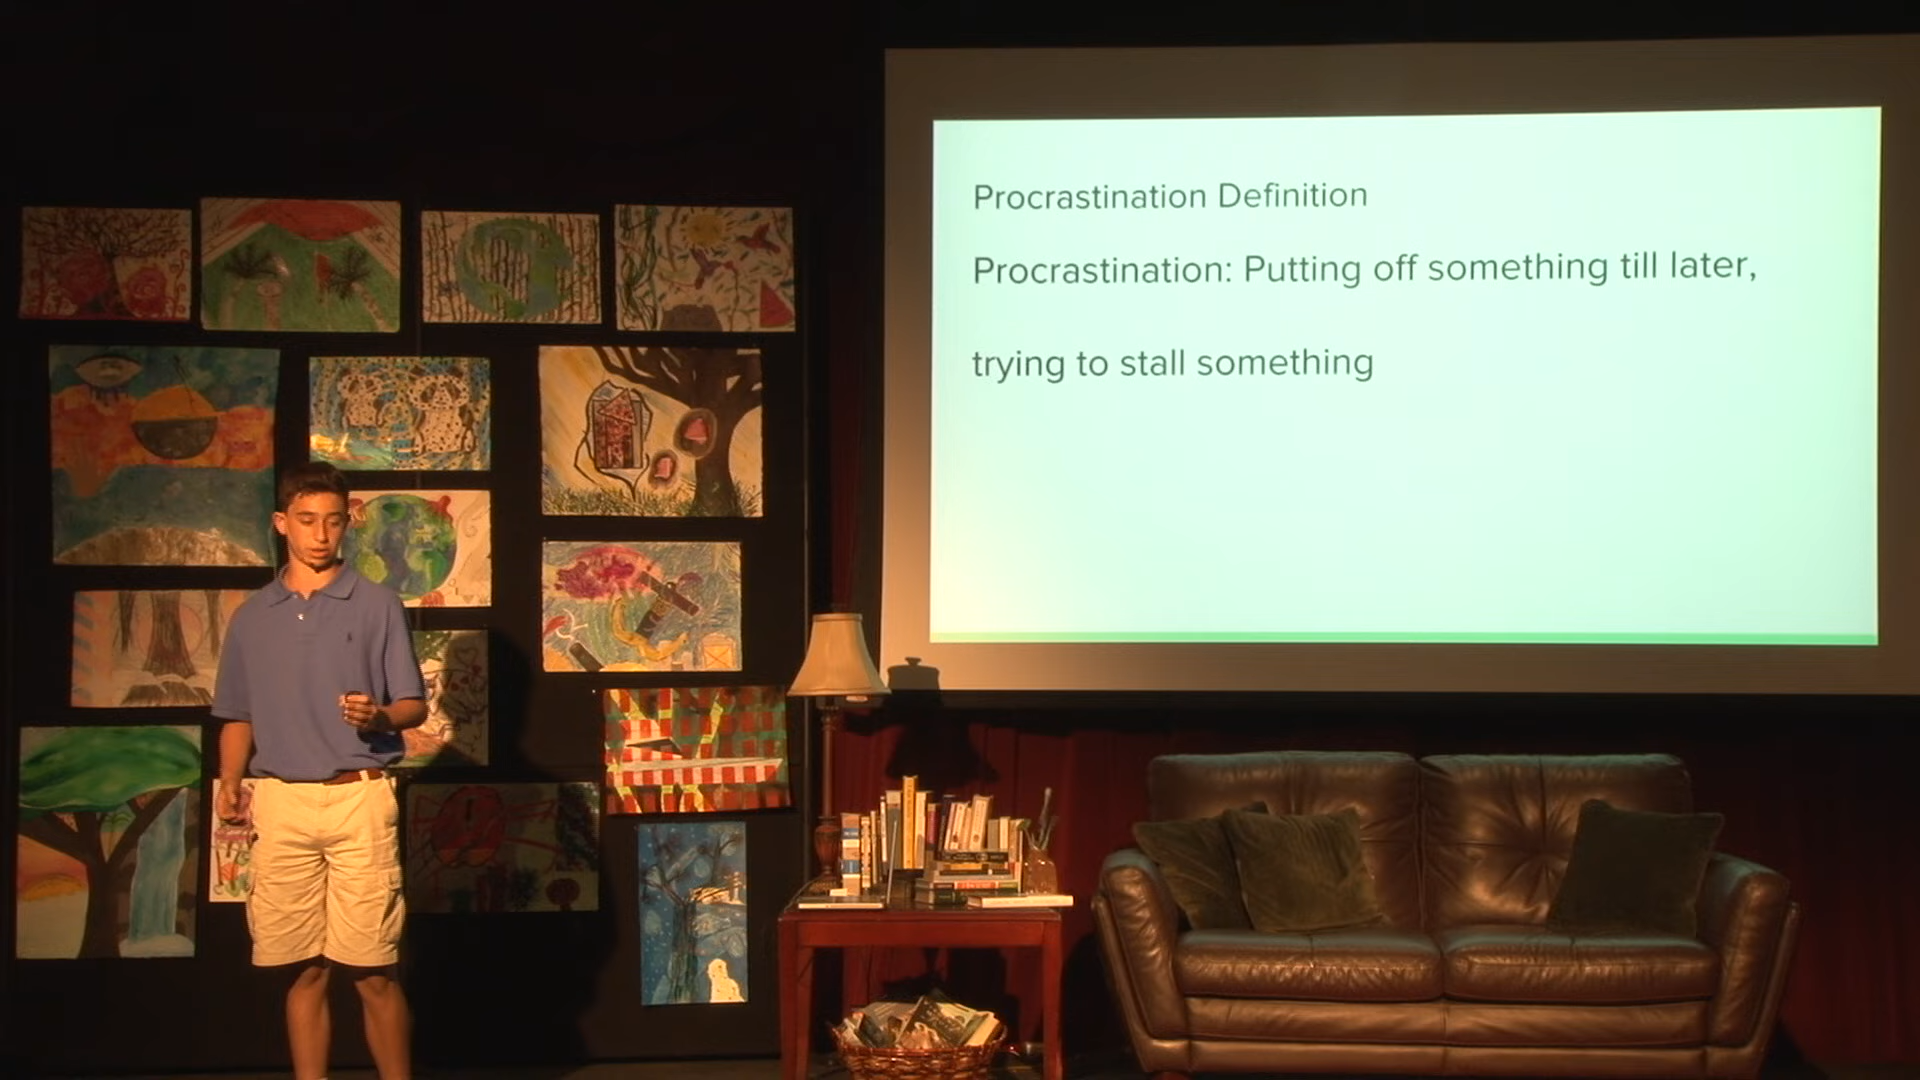 Procrastination Definition
Procrastination: Putting off something till later,
trying to stall something